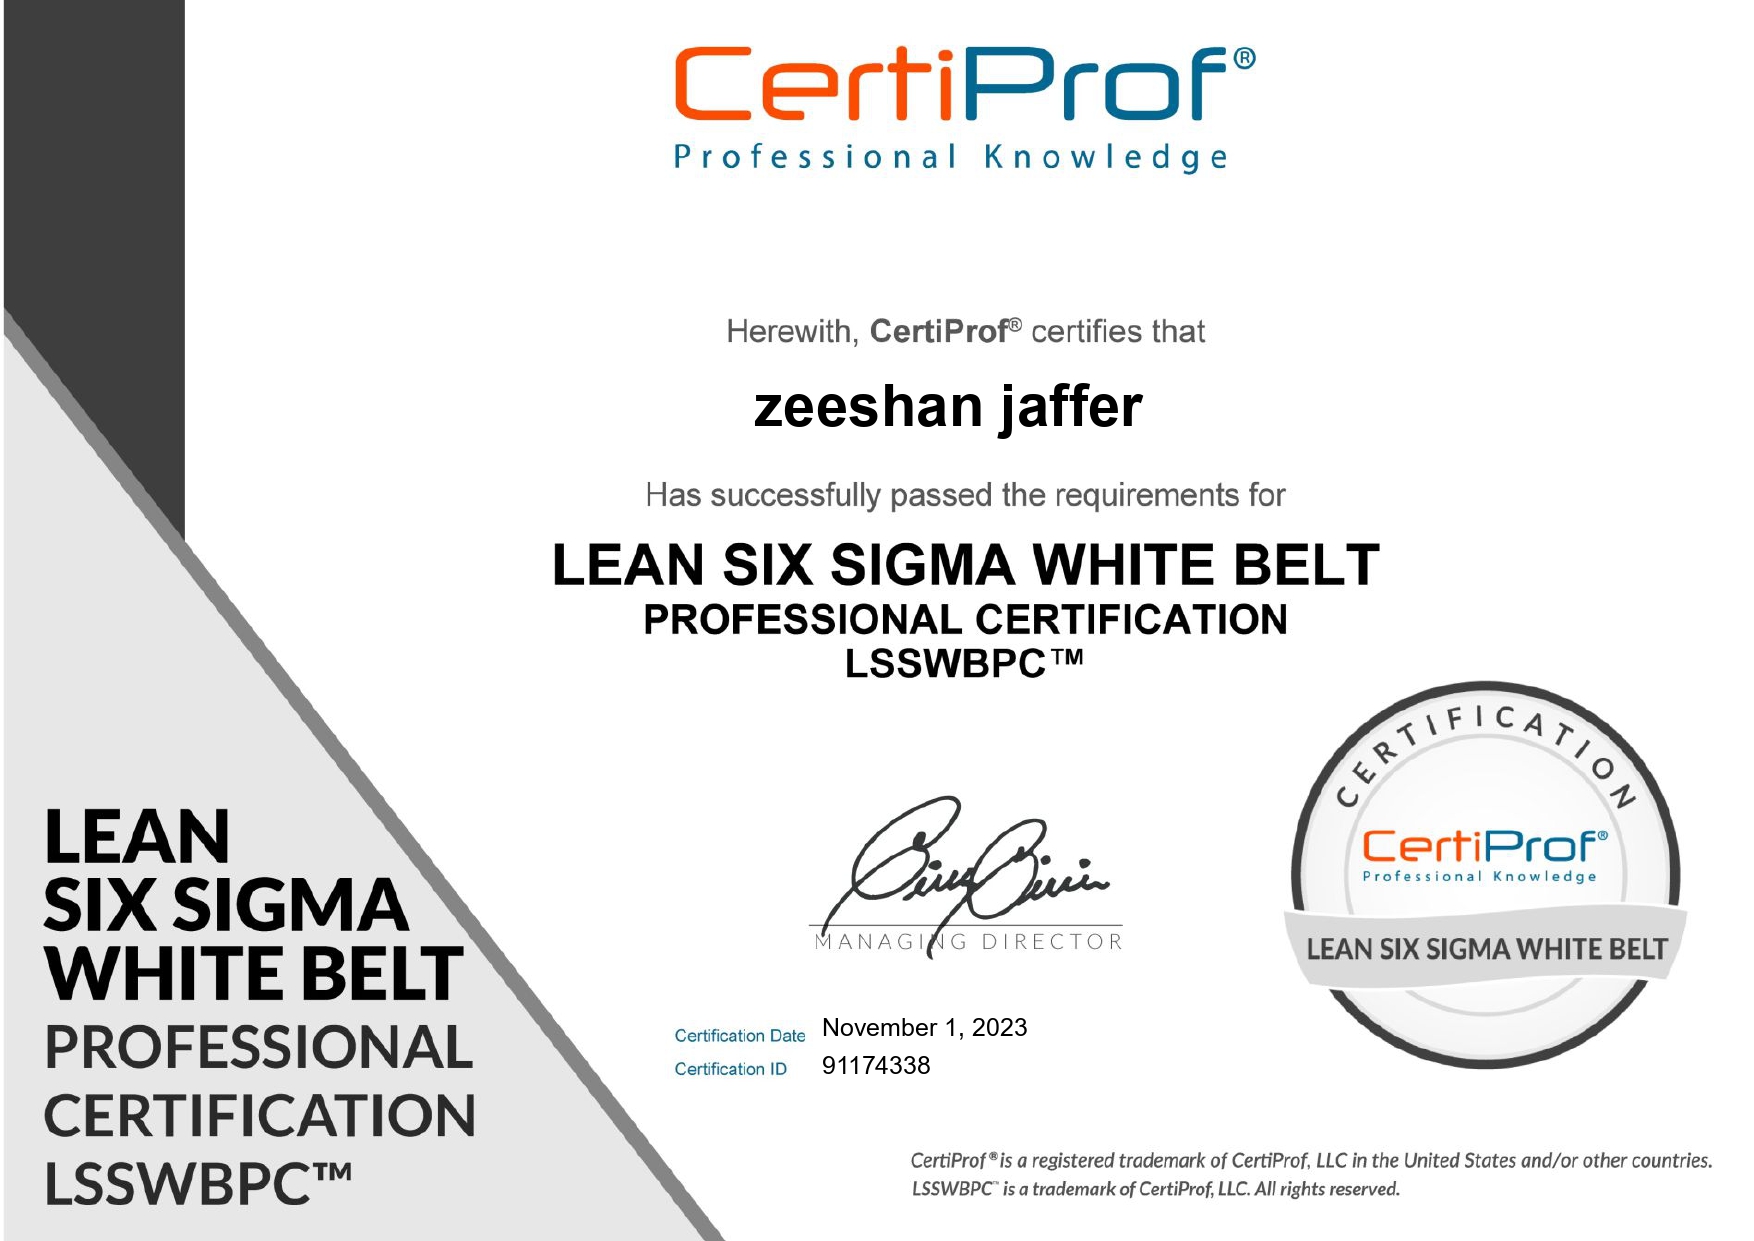 CertiProf®
Professional Knowledge
Herewith, CertiProf® certifies that
zeeshan jaffer
Has successfully passed the requirements for
LEAN SIX SIGMA WHITE BELT
PROFESSIONAL CERTIFICATION
LSSWBPC™
LEAN
SIX SIGMA
WHITE BELT
PROFESSIONAL
CERTIFICATION
LSSWBPC™
MANAGING DIRECTOR
Certification Date November 1, 2023
Certification ID 91174338
CERTIFICATION
CertiProf®
Professional Knowledge
LEAN SIX SIGMA WHITE BELT
CertiProf® is a registered trademark of CertiProf, LLC in the United States and/or other countries.
LSSWBPC™ is a trademark of CertiProf, LLC. All rights reserved.